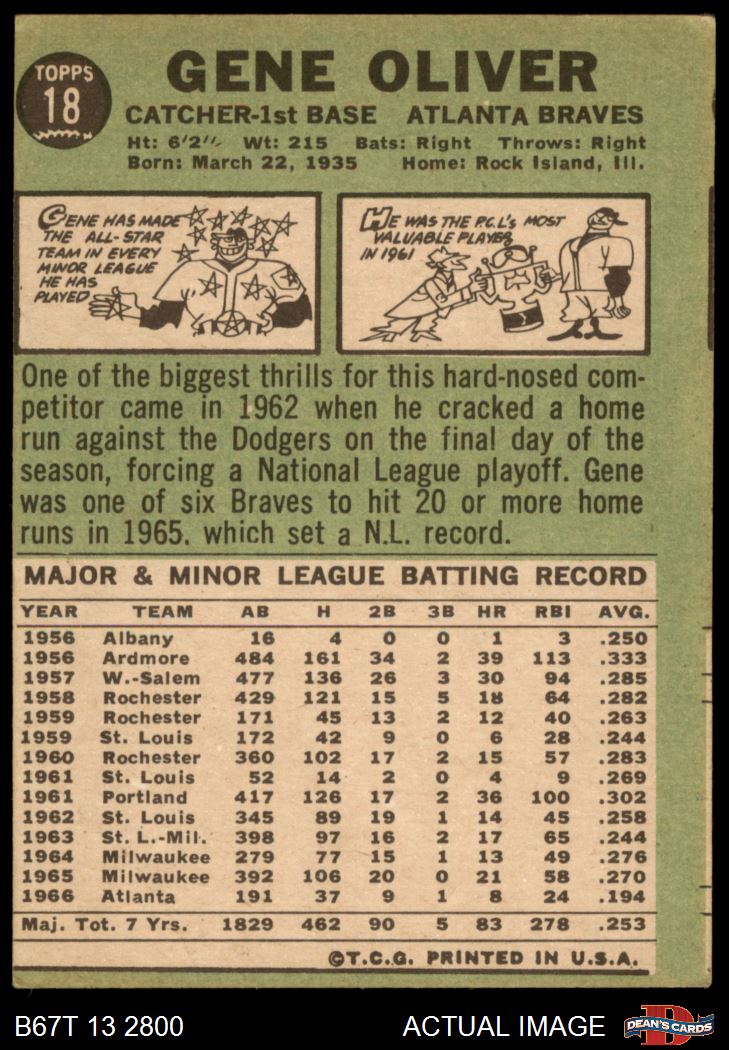 TOPPS
18
GENE OLIVER
CATCHER-1st BASE ATLANTA BRAVES
Ht: 6'2" Wt: 215 Bats: Right Throws: Right
Born: March 22, 1935 Home: Rock Island, Ill.
GENE HAS MADE
THE ALL-STAR
TEAM IN EVERY
MINOR LEAGUE
HE HAS
PLAYED
HE WAS THE P.C.L'S MOST
VALUABLE PLAYER
IN 1961
One of the biggest thrills for this hard-nosed com-
petitor came in 1962 when he cracked a home
run against the Dodgers on the final day of the
season, forcing a National League playoff. Gene
was one of six Braves to hit 20 or more home
runs in 1965. which set a N.L. record.
MAJOR & MINOR LEAGUE BATTING RECORD
YEAR TEAM AB H 2B 3B HR RBI AVG.
1956 Albany 16 4 0 0 1 3 .250
1956 Ardmore 484 161 34 2 39 113 .333
1957 W.-Salem 477 136 26 3 30 94 .285
1958 Rochester 429 121 15 5 18 64 .282
1959 Rochester 171 45 13 2 12 40 .263
1959 St. Louis 172 42 9 0 6 28 .244
1960 Rochester 360 102 17 2 15 57 .283
1961 St. Louis 52 14 2 0 4 9 .269
1961 Portland 417 126 17 2 36 100 .302
1962 St. Louis 345 89 19 1 14 45 .258
1963 St. L.-Mil. 398 97 16 2 17 65 .244
1964 Milwaukee 279 77 15 1 13 49 .276
1965 Milwaukee 392 106 20 0 21 58 .270
1966 Atlanta 191 37 9 1 8 24 .194
Maj. Tot. 7 Yrs. 1829 462 90 5 83 278 .253
©T.C.G. PRINTED IN U.S.A.
B67T 13 2800 ACTUAL IMAGE
D
DEAN'S CARDS